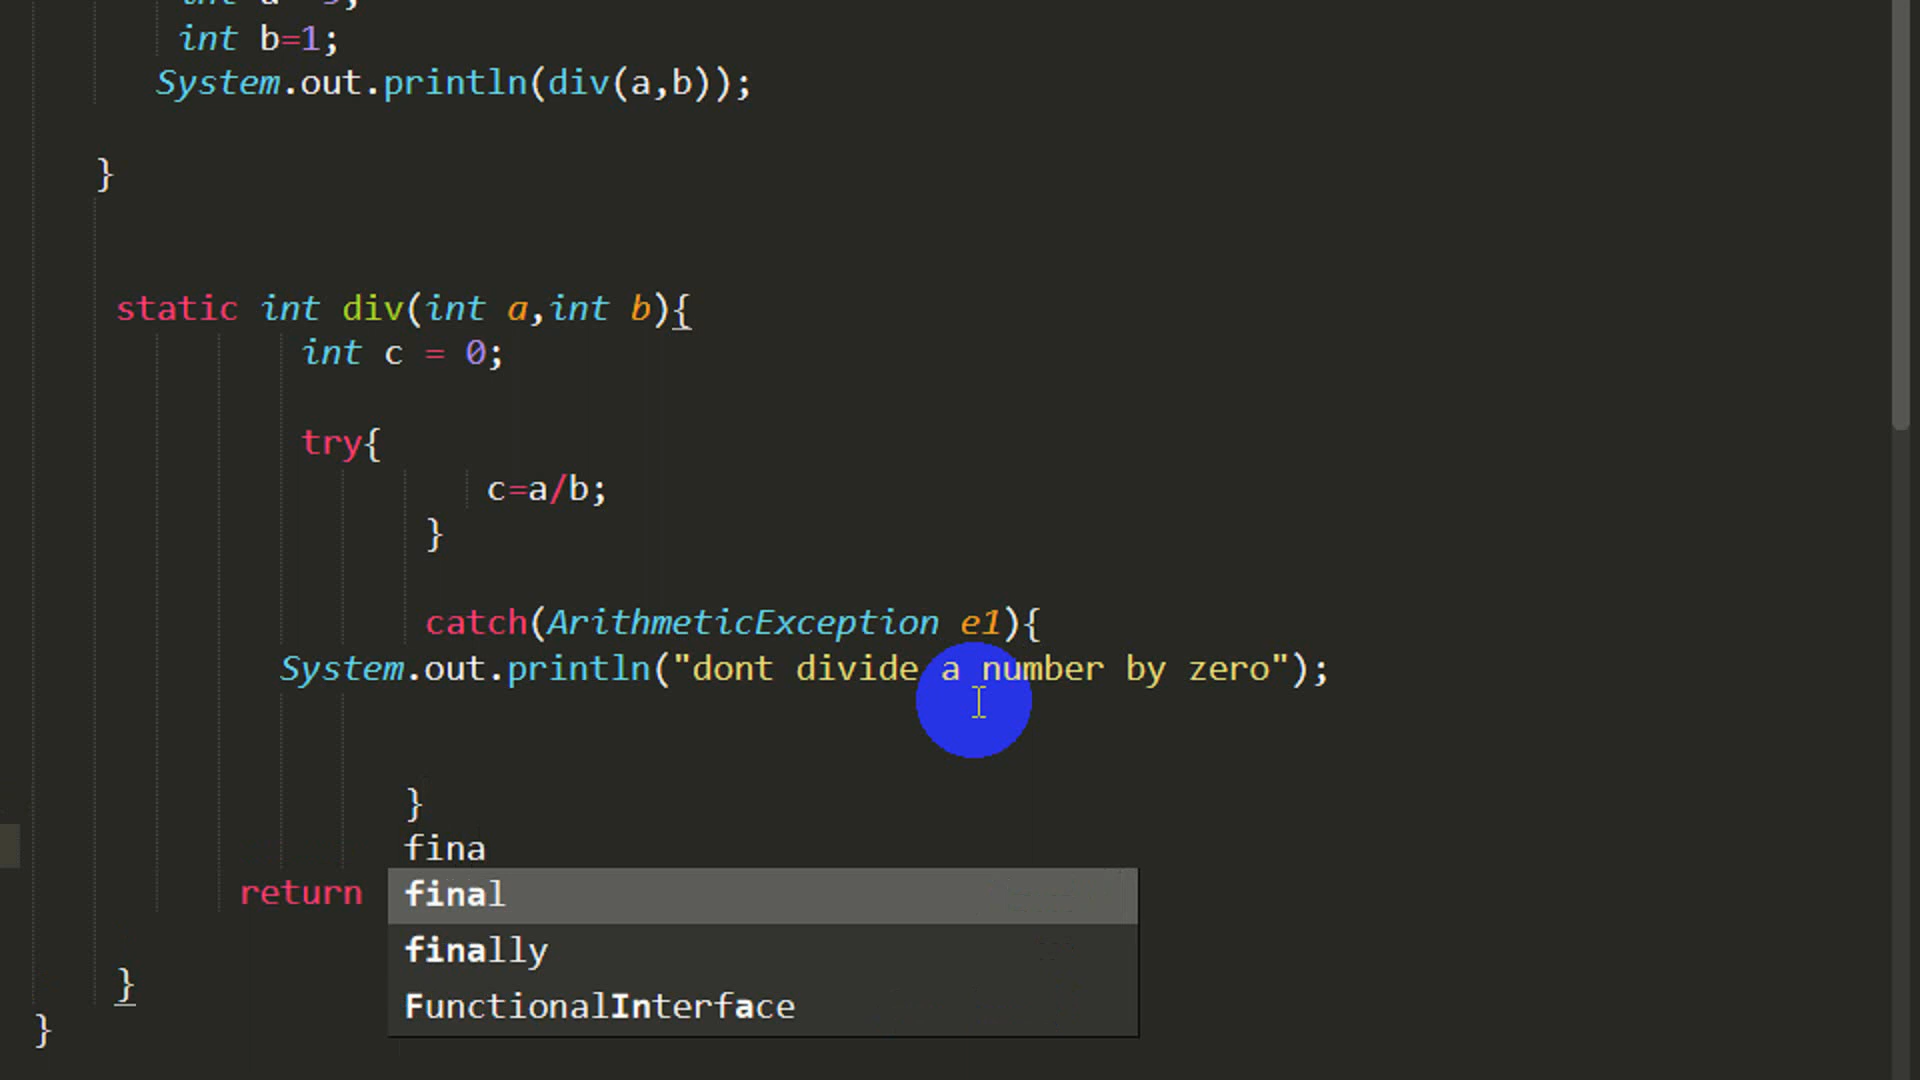 int b=1;
System.out.println(div(a,b));
}
static int div(int a,int b){
int c = 0;
try{
c=a/b;
}
catch(ArithmeticException e1){
System.out.println("dont divide a number by zero");
}
fina
return
final
finally
FunctionalInterface
}
}